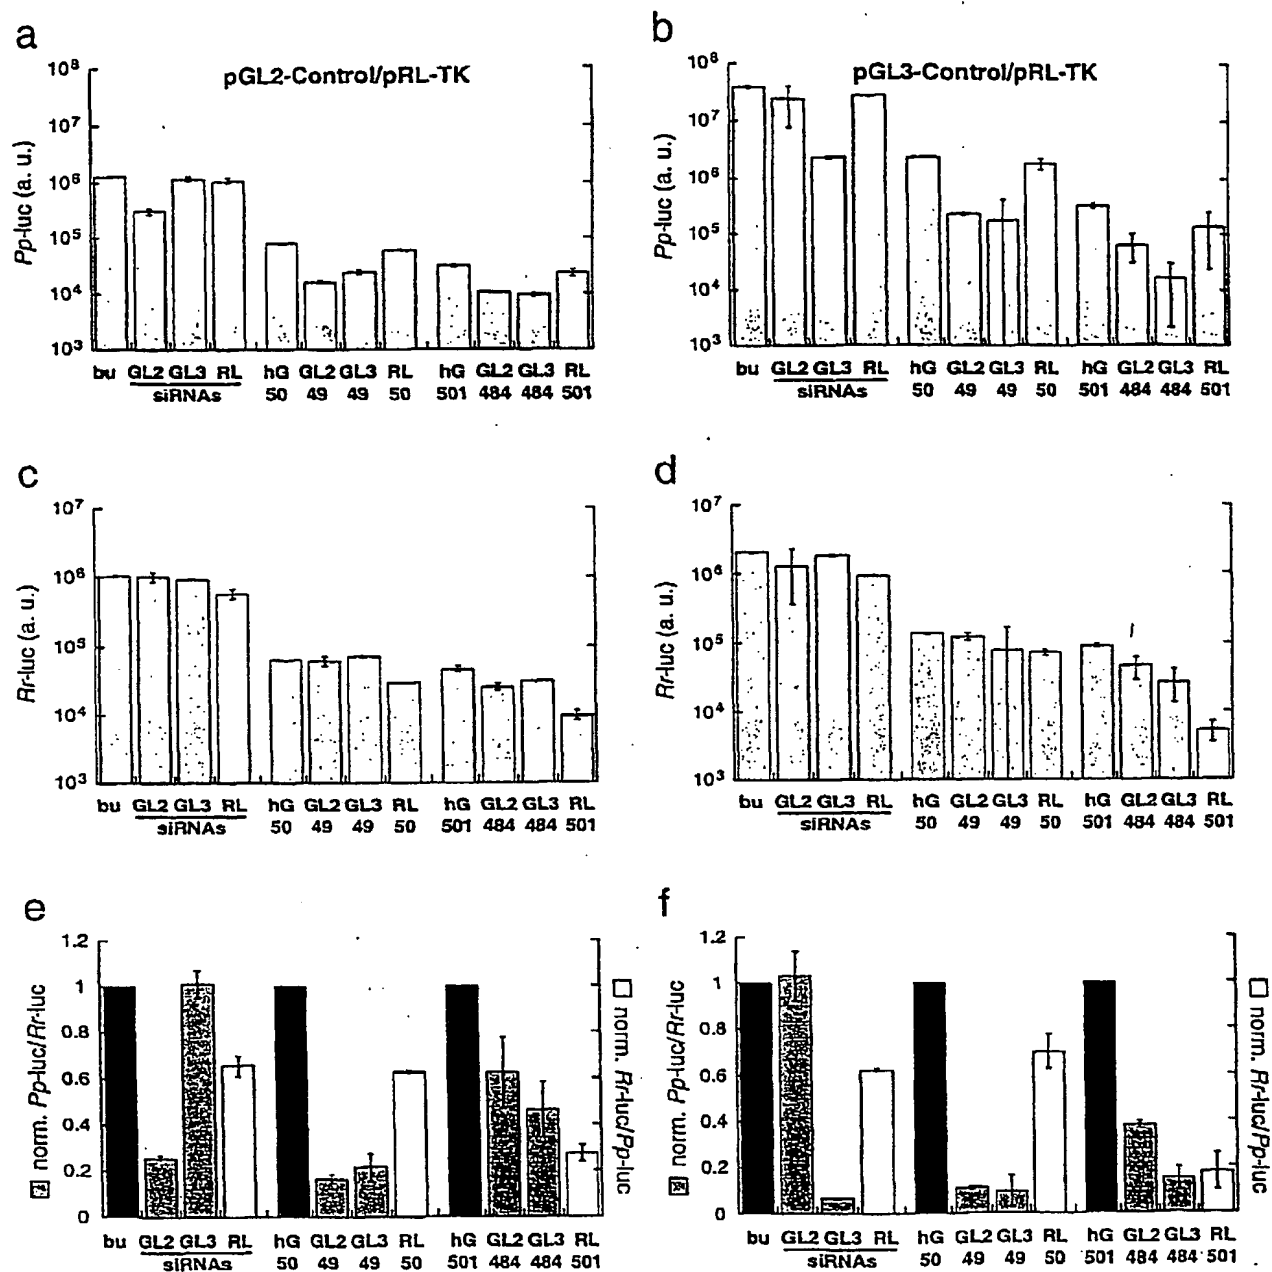 a
pGL2-Control/pRL-TK
Pp-luc (a. u.)
10⁸
10⁷
10⁶
10⁵
10⁴
10³
bu GL2 GL3 RL hG GL2 GL3 RL hG GL2 GL3 RL
siRNAs 50 49 49 50 501 484 484 501
b
pGL3-Control/pRL-TK
Pp-luc (a. u.)
10⁸
10⁷
10⁶
10⁵
10⁴
10³
bu GL2 GL3 RL hG GL2 GL3 RL hG GL2 GL3 RL
siRNAs 50 49 49 50 501 484 484 501
c
Rr-luc (a. u.)
10⁷
10⁶
10⁵
10⁴
10³
bu GL2 GL3 RL hG GL2 GL3 RL hG GL2 GL3 RL
siRNAs 50 49 49 50 501 484 484 501
d
Rr-luc (a. u.)
10⁷
10⁶
10⁵
10⁴
10³
bu GL2 GL3 RL hG GL2 GL3 RL hG GL2 GL3 RL
siRNAs 50 49 49 50 501 484 484 501
e
norm. Pp-luc/Rr-luc
1.2
1
0.8
0.6
0.4
0.2
0
norm. Rr-luc/Pp-luc
bu GL2 GL3 RL hG GL2 GL3 RL hG GL2 GL3 RL
siRNAs 50 49 49 50 501 484 484 501
f
norm. Pp-luc/Rr-luc
1.2
1
0.8
0.6
0.4
0.2
0
norm. Rr-luc/Pp-luc
bu GL2 GL3 RL hG GL2 GL3 RL hG GL2 GL3 RL
siRNAs 50 49 49 50 501 484 484 501